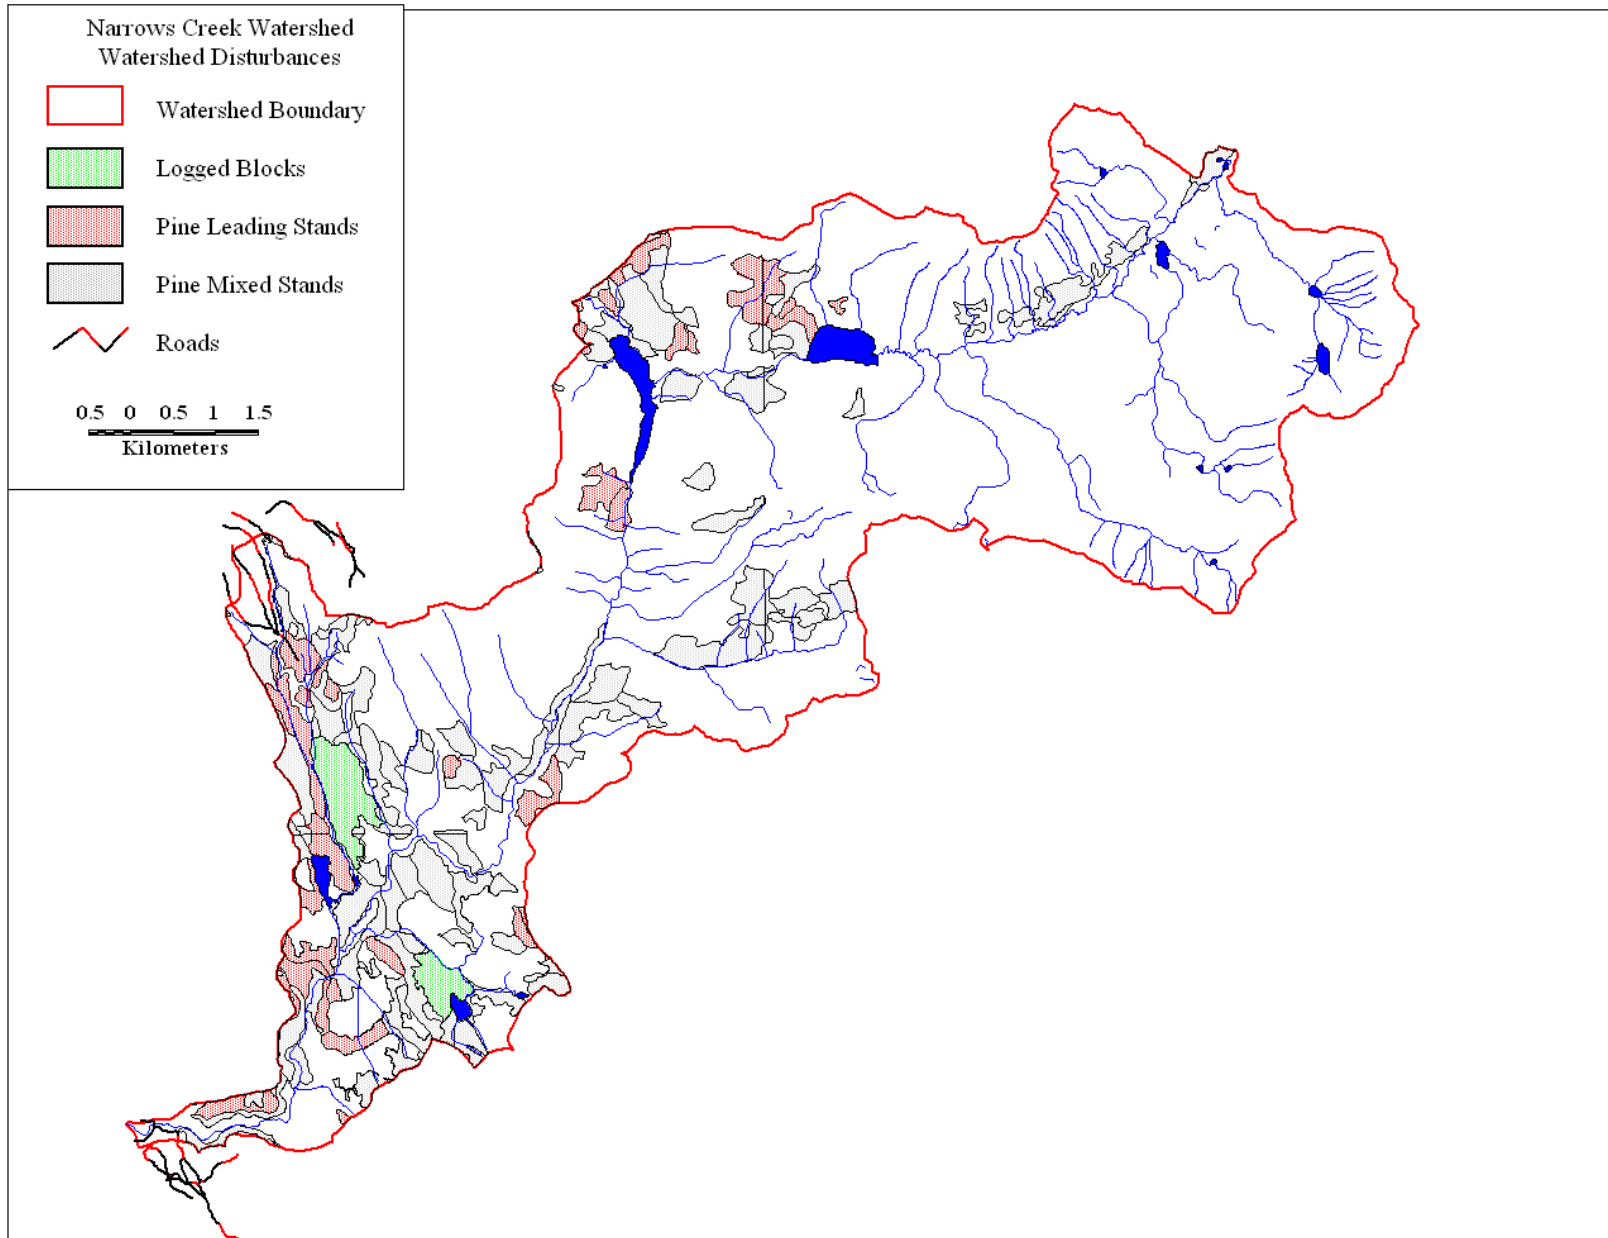 Narrows Creek Watershed
Watershed Disturbances
Watershed Boundary
Logged Blocks
Pine Leading Stands
Pine Mixed Stands
Roads
0.5 0 0.5 1 1.5
Kilometers